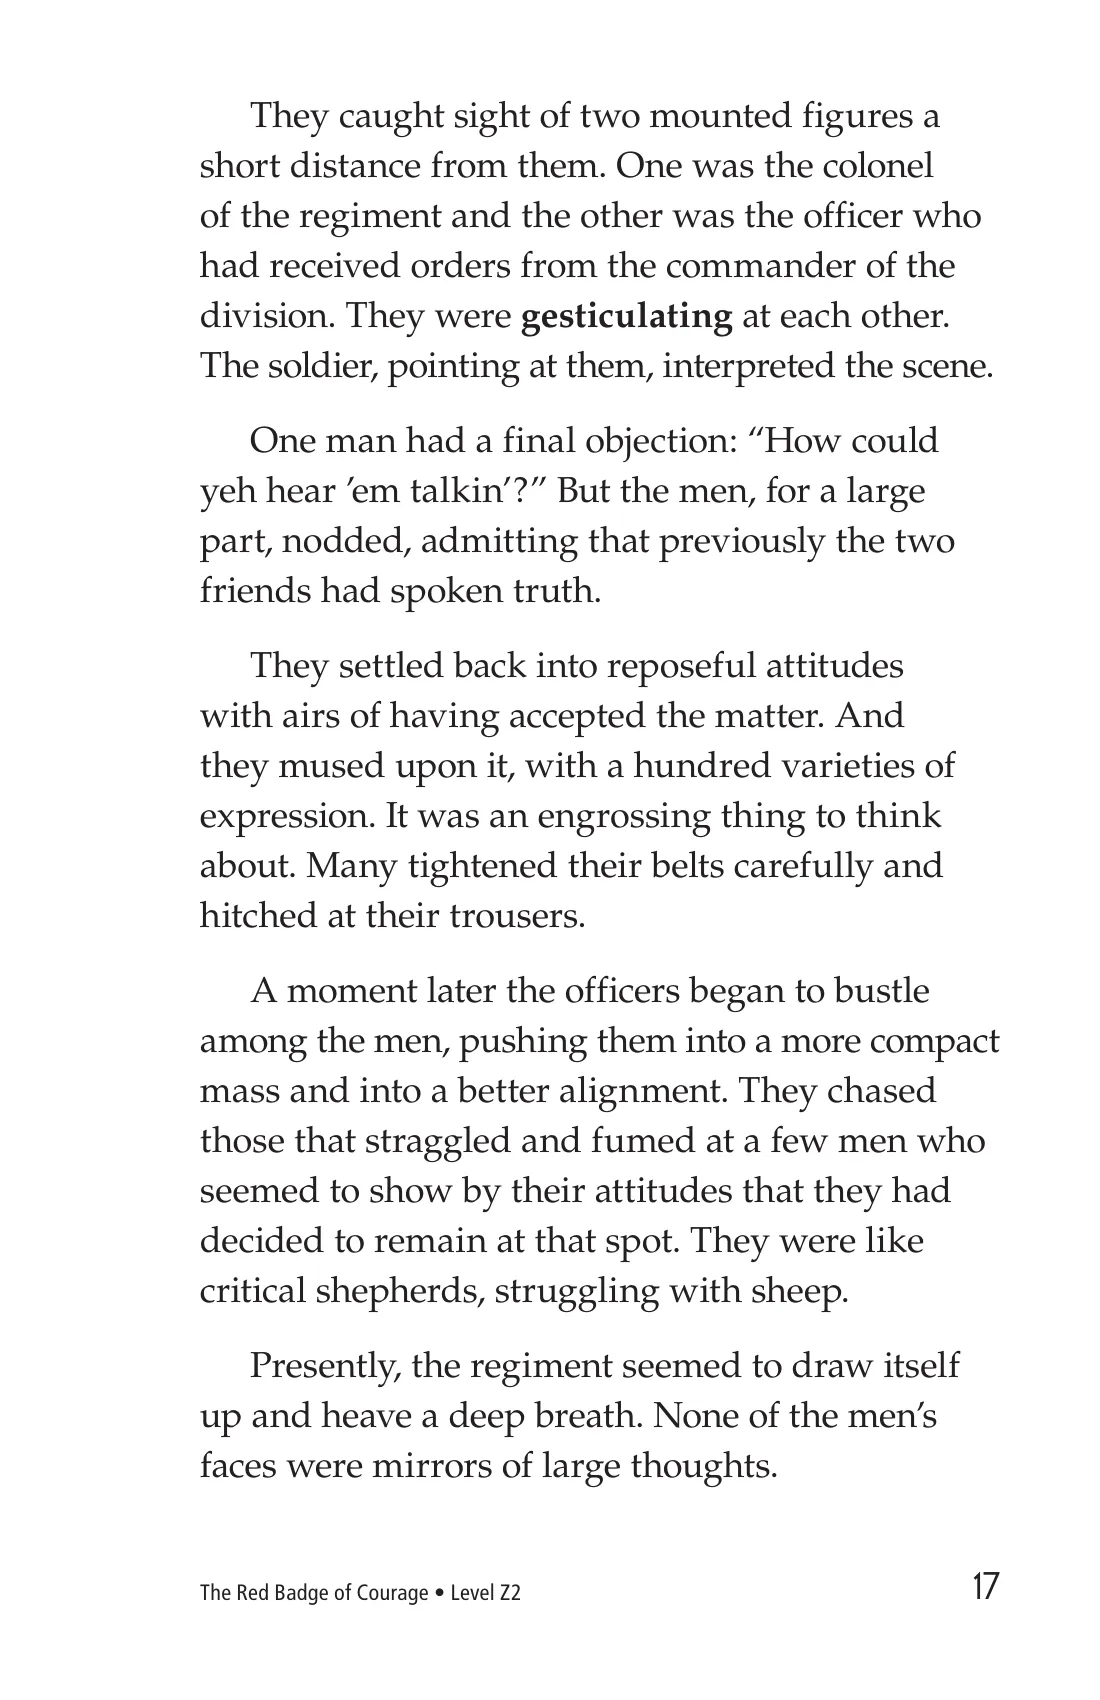 They caught sight of two mounted figures a
short distance from them. One was the colonel
of the regiment and the other was the officer who
had received orders from the commander of the
division. They were gesticulating at each other.
The soldier, pointing at them, interpreted the scene.
One man had a final objection: “How could
yeh hear ’em talkin’?” But the men, for a large
part, nodded, admitting that previously the two
friends had spoken truth.
They settled back into reposeful attitudes
with airs of having accepted the matter. And
they mused upon it, with a hundred varieties of
expression. It was an engrossing thing to think
about. Many tightened their belts carefully and
hitched at their trousers.
A moment later the officers began to bustle
among the men, pushing them into a more compact
mass and into a better alignment. They chased
those that straggled and fumed at a few men who
seemed to show by their attitudes that they had
decided to remain at that spot. They were like
critical shepherds, struggling with sheep.
Presently, the regiment seemed to draw itself
up and heave a deep breath. None of the men’s
faces were mirrors of large thoughts.
The Red Badge of Courage • Level Z2
17